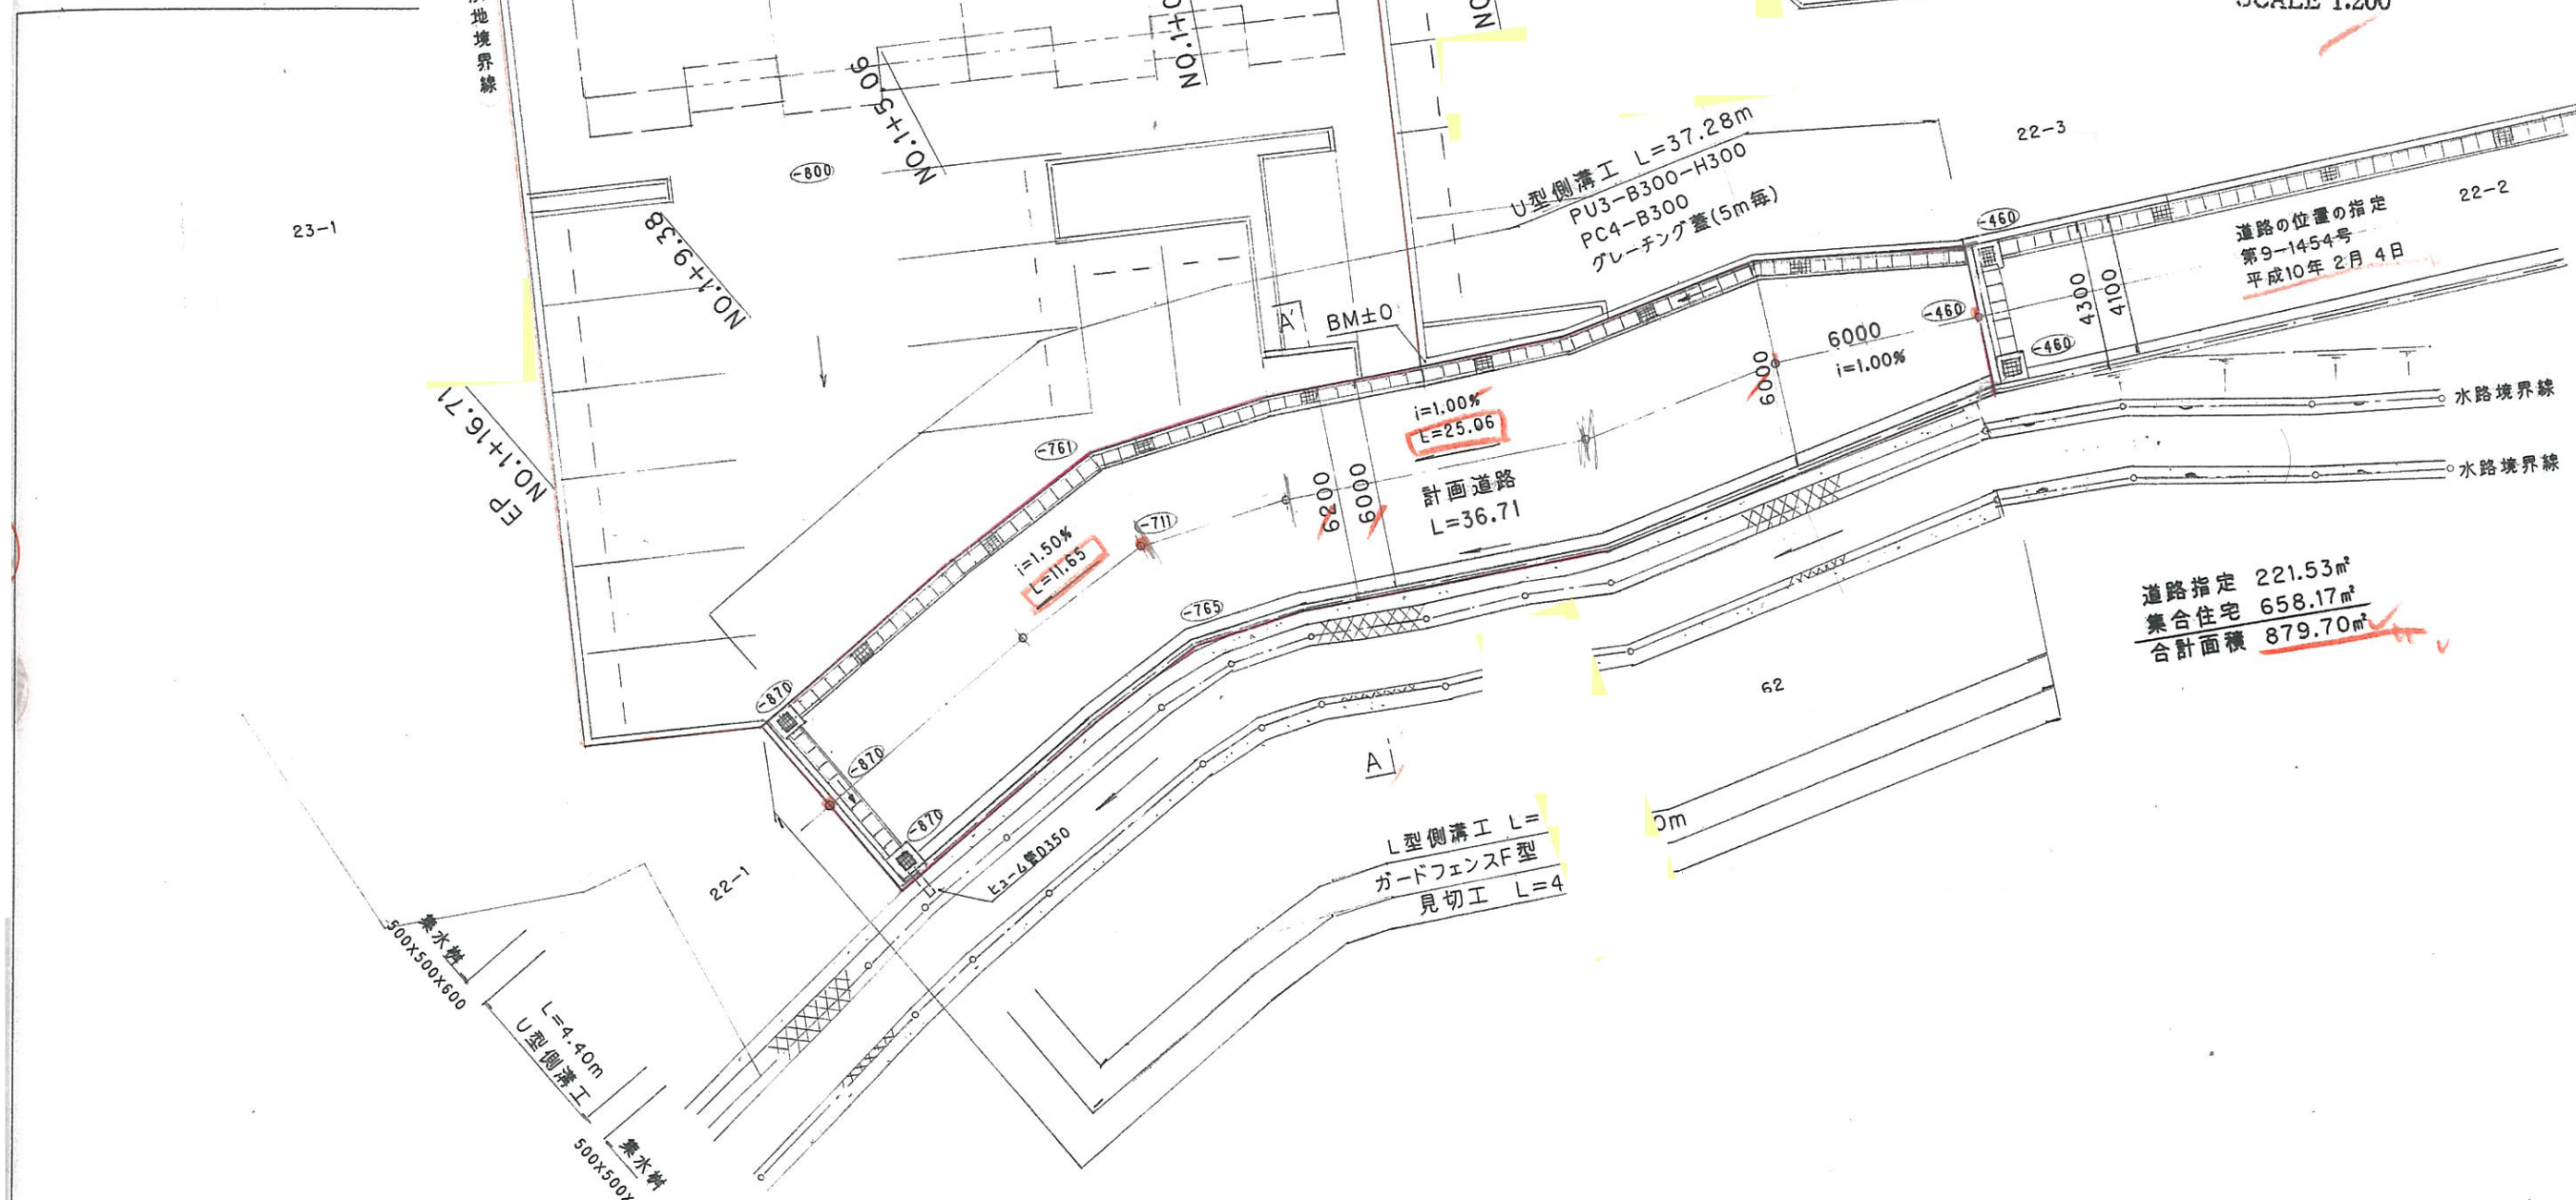 SCALE 1:200
地境界線
NO.1+5.06
NO.1+9.38
NO.1+16.71
EP
23-1
-800
U型側溝工 L=37.28m
PU3-B300-H300
PC4-B300
グレーチング蓋(5m毎)
22-3
22-2
道路の位置の指定
第9-1454号
平成10年 2月 4日
-460
-460
-460
4300
4100
A'
BM±0
6000
i=1.00%
6000
i=1.00%
L=25.06
計画道路
L=36.71
6200
6000
-761
-711
i=1.50%
L=11.65
-765
水路境界線
水路境界線
道路指定 221.53㎡
集合住宅 658.17㎡
合計面積 879.70㎡
62
A
-870
-870
-870
ヒューム管D350
22-1
L型側溝工 L=
ガードフェンスF型
見切工 L=4
0m
集水桝
500X500X600
L=4.40m
U型側溝工
集水桝
500X500X